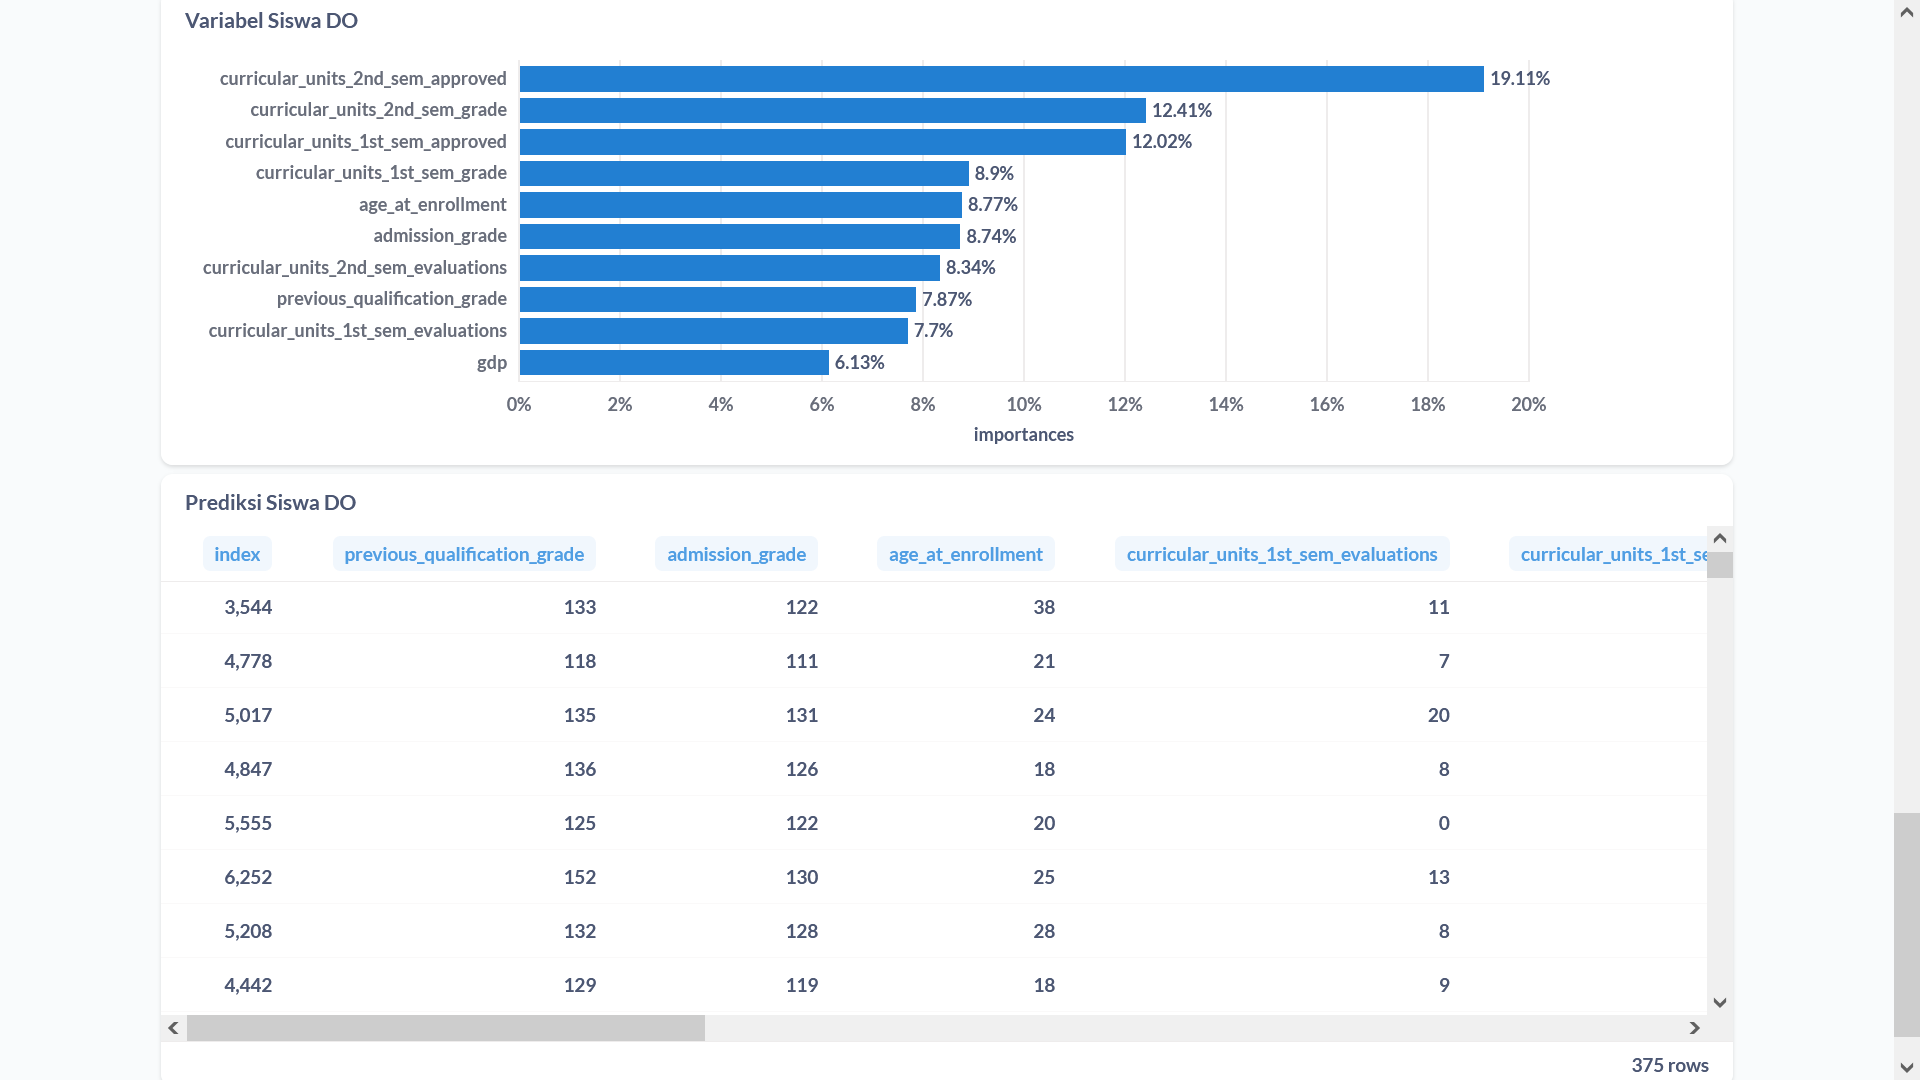 Variabel Siswa DO
curricular_units_2nd_sem_approved 19.11%
curricular_units_2nd_sem_grade 12.41%
curricular_units_1st_sem_approved 12.02%
curricular_units_1st_sem_grade 8.9%
age_at_enrollment 8.77%
admission_grade 8.74%
curricular_units_2nd_sem_evaluations 8.34%
previous_qualification_grade 7.87%
curricular_units_1st_sem_evaluations 7.7%
gdp 6.13%
0% 2% 4% 6% 8% 10% 12% 14% 16% 18% 20%
importances
Prediksi Siswa DO
index previous_qualification_grade admission_grade age_at_enrollment curricular_units_1st_sem_evaluations curricular_units_1st_se
3,544 133 122 38 11
4,778 118 111 21 7
5,017 135 131 24 20
4,847 136 126 18 8
5,555 125 122 20 0
6,252 152 130 25 13
5,208 132 128 28 8
4,442 129 119 18 9
375 rows